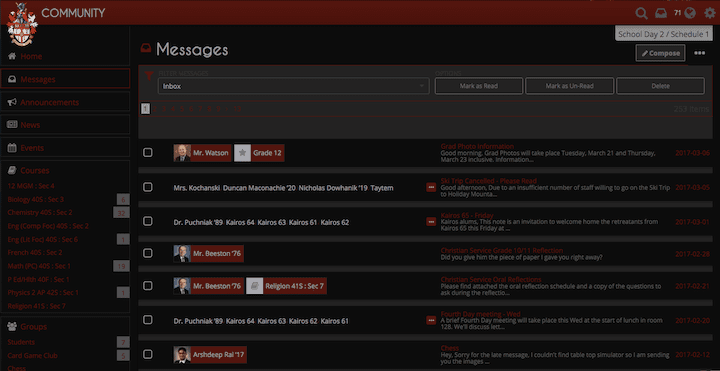 COMMUNITY
71
School Day 2 / Schedule 1
Messages
Compose
Home
Messages
Announcements
News
Events
Courses
12 MGM : Sec 4
Biology 40S : Sec 3 6
Chemistry 40S : Sec 2 32
Eng (Comp Foc) : Sec 2
Eng (Lit Foc) 40S : Sec 4
French 40S : Sec 2
Math (PC) 40S : Sec 1 19
Physics 2 AP 42S : Sec 1
Religion 41S : Sec 7
Groups
Students 7
Card Game Club 5
Chess
Inbox
Mark as Read Mark as Un-Read Delete
1
253 items
Mr. Watson Grade 12
Grad Photo Information
Good morning, Grad Photos will take place Tuesday, March 21 and Thursday,
March 23 inclusive. Information...
2017-03-06
Mrs. Kochanski Duncan Maconachie '20 Nicholas Dowhanik '19 Taytem
Ski Trip Cancelled - Please Read
Good afternoon, Due to an insufficient number of staff willing to go on the Ski Trip
to Holiday Mounta...
2017-03-05
Dr. Puchniak '89 Kairos 64 Kairos 63 Kairos 61 Kairos 62
Kairos 65 - Friday
Kairos alums, This note is an invitation to welcome home the retreatants from
Kairos 65 this Friday at ...
2017-03-01
Mr. Beeston '76
Christian Service Grade 10/11 Reflection
Did you give him the piece of paper I gave you right away?
2017-02-28
Mr. Beeston '76 Religion 41S : Sec 7
Christian Service Oral Reflections
Please find attached the oral reflection schedule and a copy of the questions to
ask during the reflectio...
2017-02-21
Dr. Puchniak '89 Kairos 64 Kairos 63 Kairos 62 Kairos 61
Fourth Day meeting - Wed
A brief Fourth Day meeting will take place this Wed at the start of lunch in room
128. We'll discuss lett...
2017-02-20
Arshdeep Rai '17
Chess
Hey, Sorry for the late message, I couldn't find table top simulator so I am sending
you the images ...
2017-02-12